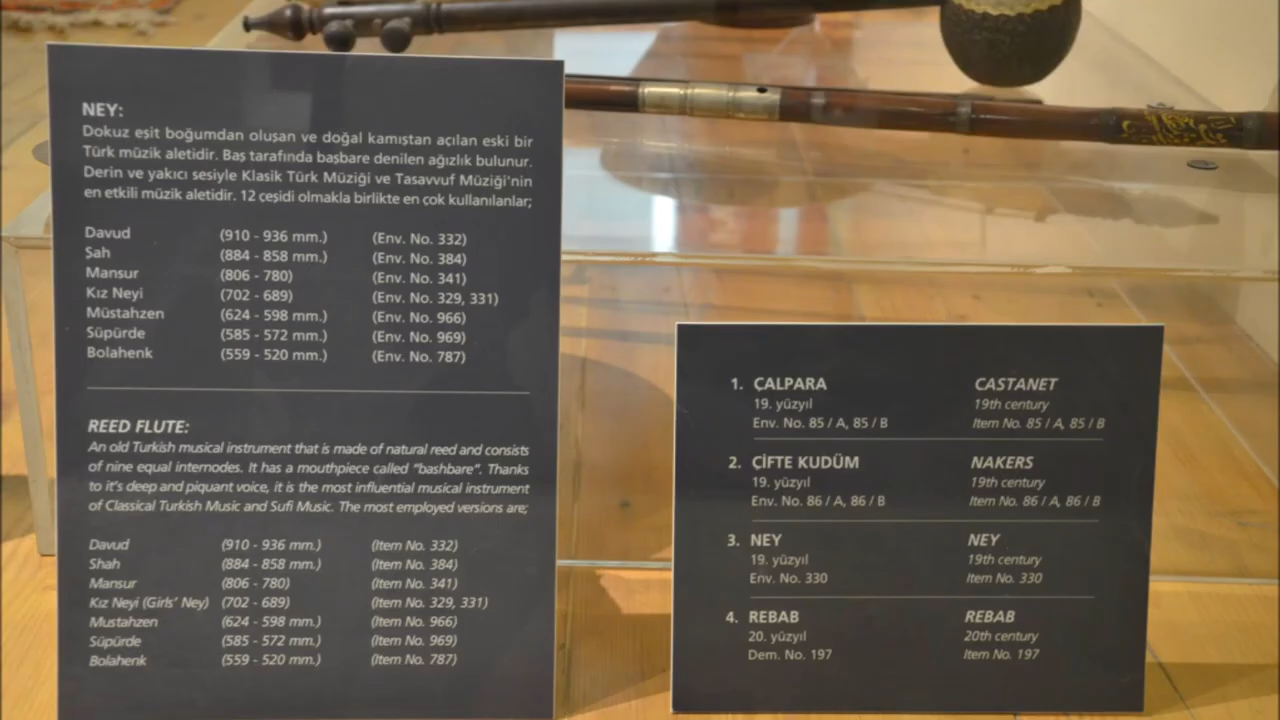 NEY:
Dokuz eşit boğumdan oluşan ve doğal kamıştan açılan eski bir
Türk müzik aletidir. Baş tarafında başbare denilen ağızlık bulunur.
Derin ve yakıcı sesiyle Klasik Türk Müziği ve Tasavvuf Müziği'nin
en etkili müzik aletidir. 12 çeşidi olmakla birlikte en çok kullanılanlar;
Davud (910 - 936 mm.) (Env. No. 332)
Şah (884 - 858 mm.) (Env. No. 384)
Mansur (806 - 780) (Env. No. 341)
Kız Neyi (702 - 689) (Env. No. 329, 331)
Müstahzen (624 - 598 mm.) (Env. No. 966)
Süpürde (585 - 572 mm.) (Env. No. 969)
Bolahenk (559 - 520 mm.) (Env. No. 787)
REED FLUTE:
An old Turkish musical instrument that is made of natural reed and consists
of nine equal internodes. It has a mouthpiece called "bashbare". Thanks
to it's deep and piquant voice, it is the most influential musical instrument
of Classical Turkish Music and Sufi Music. The most employed versions are;
Davud (910 - 936 mm.) (Item No. 332)
Shah (884 - 858 mm.) (Item No. 384)
Mansur (806 - 780) (Item No. 341)
Kız Neyi (Girls' Ney) (702 - 689) (Item No. 329, 331)
Mustahzen (624 - 598 mm.) (Item No. 966)
Süpürde (585 - 572 mm.) (Item No. 969)
Bolahenk (559 - 520 mm.) (Item No. 787)
1. ÇALPARA CASTANET
19. yüzyıl 19th century
Env. No. 85 / A, 85 / B Item No. 85 / A, 85 / B
2. ÇİFTE KUDÜM NAKERS
19. yüzyıl 19th century
Env. No. 86 / A, 86 / B Item No. 86 / A, 86 / B
3. NEY NEY
19. yüzyıl 19th century
Env. No. 330 Item No. 330
4. REBAB REBAB
20. yüzyıl 20th century
Dem. No. 197 Item No. 197